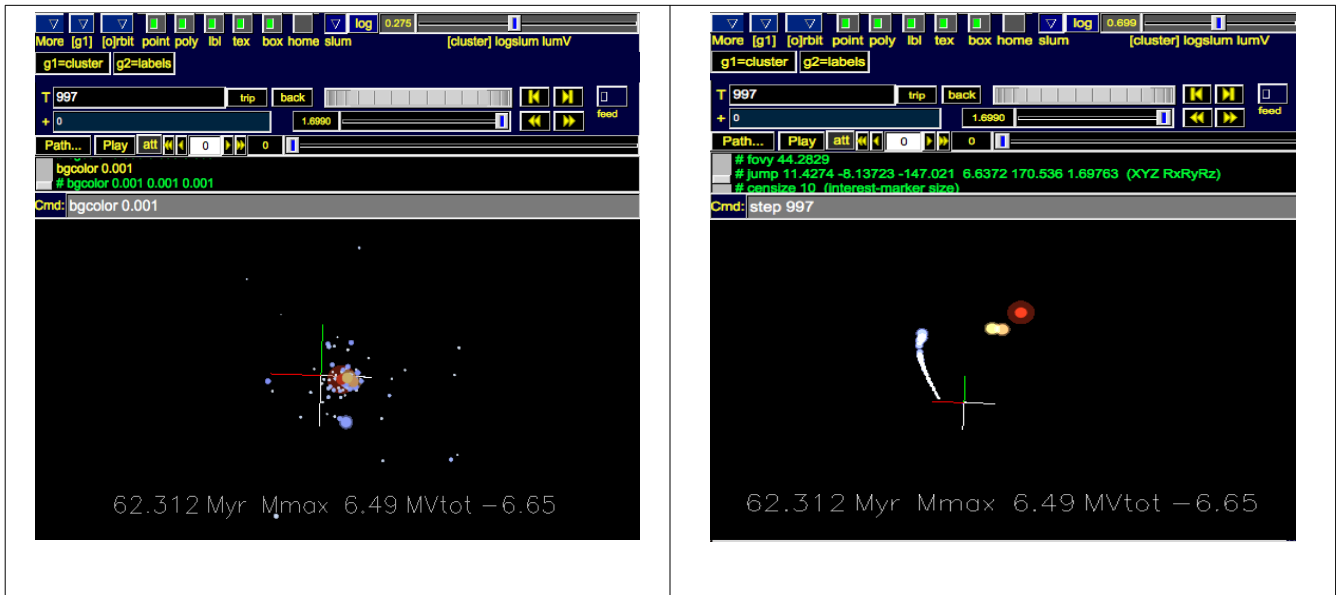 log 0.275
More [g1] [o]rbit point poly lbl tex box home slum [cluster] logslum lumV
g1=cluster g2=labels
T 997 trip back
feed
+ 0 1.6990
Path... Play att 0 0
bgcolor 0.001
# bgcolor 0.001 0.001 0.001
Cmd: bgcolor 0.001
62.312 Myr Mmax 6.49 MVtot -6.65
log 0.699
More [g1] [o]rbit point poly lbl tex box home slum [cluster] logslum lumV
g1=cluster g2=labels
T 997 trip back
feed
+ 0 1.6990
Path... Play att 0 0
# fovy 44.2829
# jump 11.4274 -8.13723 -147.021 6.6372 170.536 1.69763 (XYZ RxRyRz)
# censize 10 (interest-marker size)
Cmd: step 997
62.312 Myr Mmax 6.49 MVtot -6.65